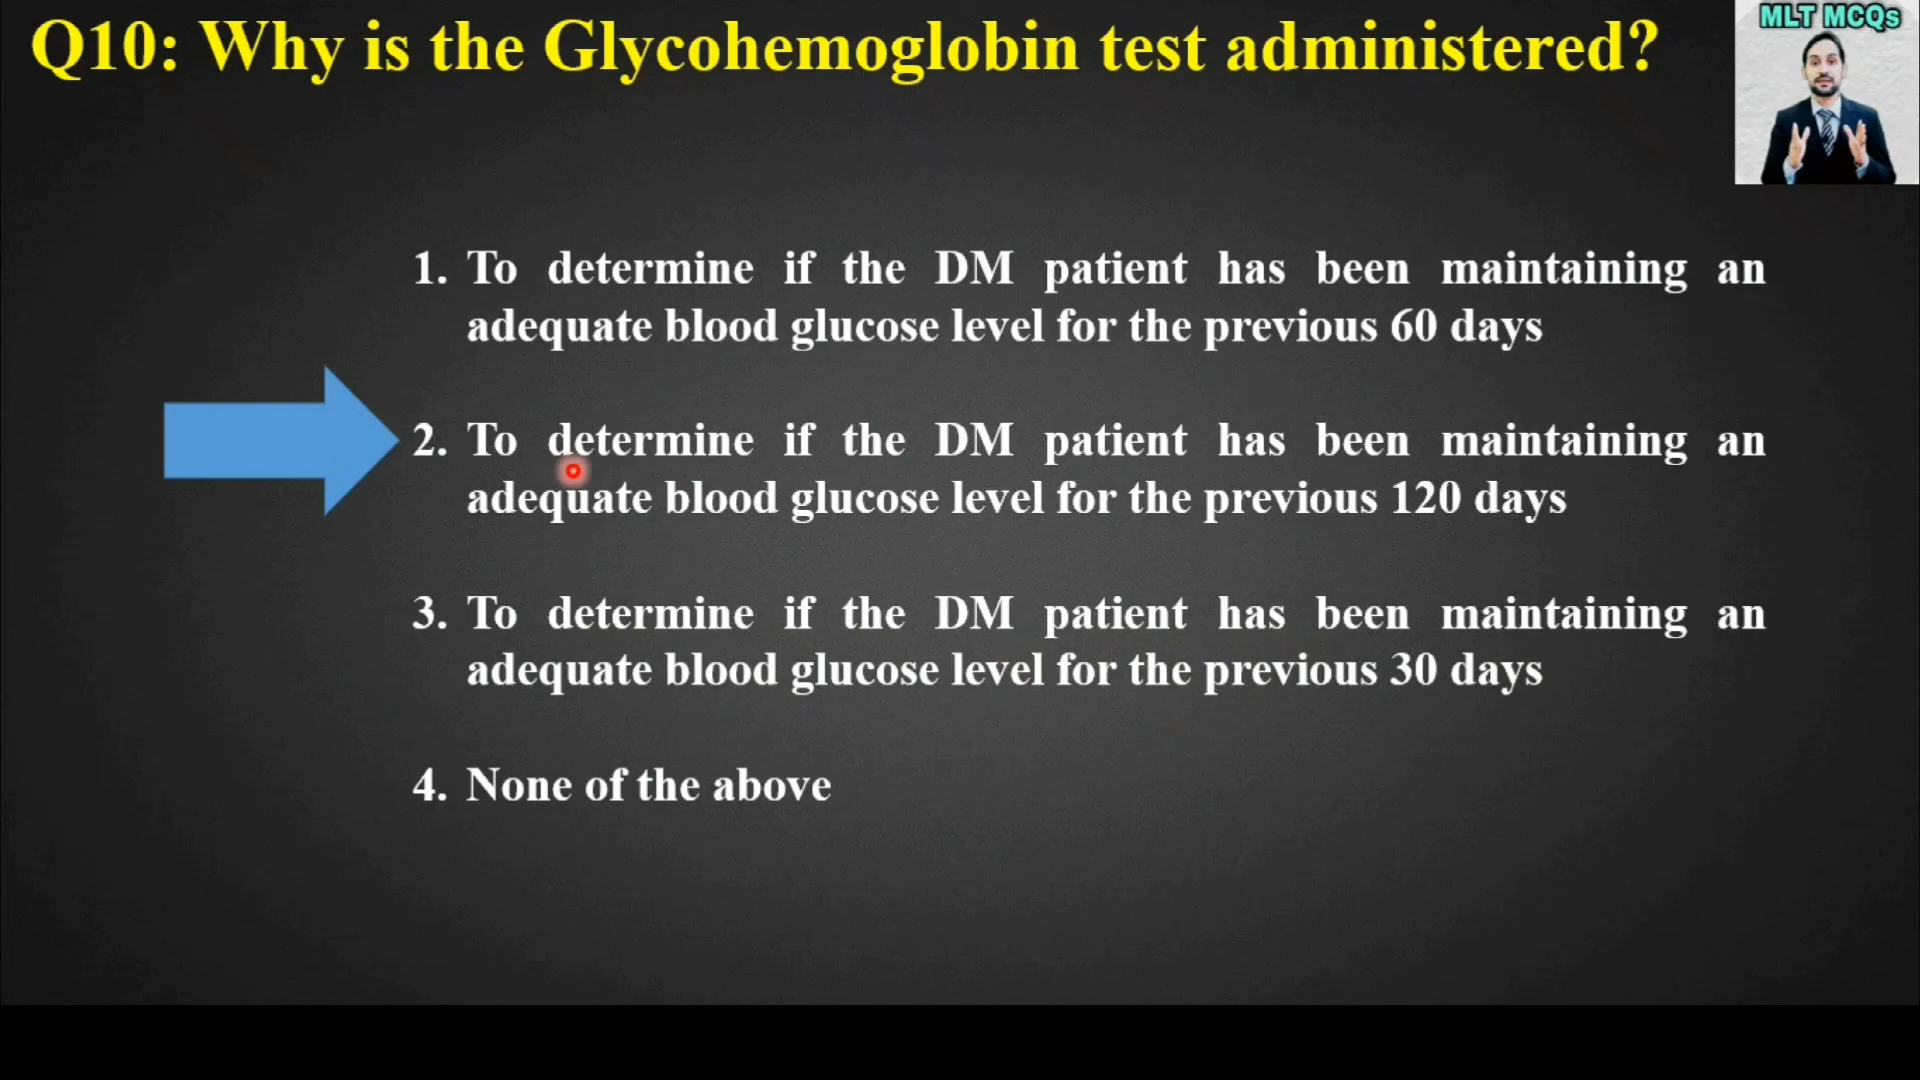 Q10: Why is the Glycohemoglobin test administered?
MLT MCQs
1. To determine if the DM patient has been maintaining an
adequate blood glucose level for the previous 60 days
2. To determine if the DM patient has been maintaining an
adequate blood glucose level for the previous 120 days
3. To determine if the DM patient has been maintaining an
adequate blood glucose level for the previous 30 days
4. None of the above